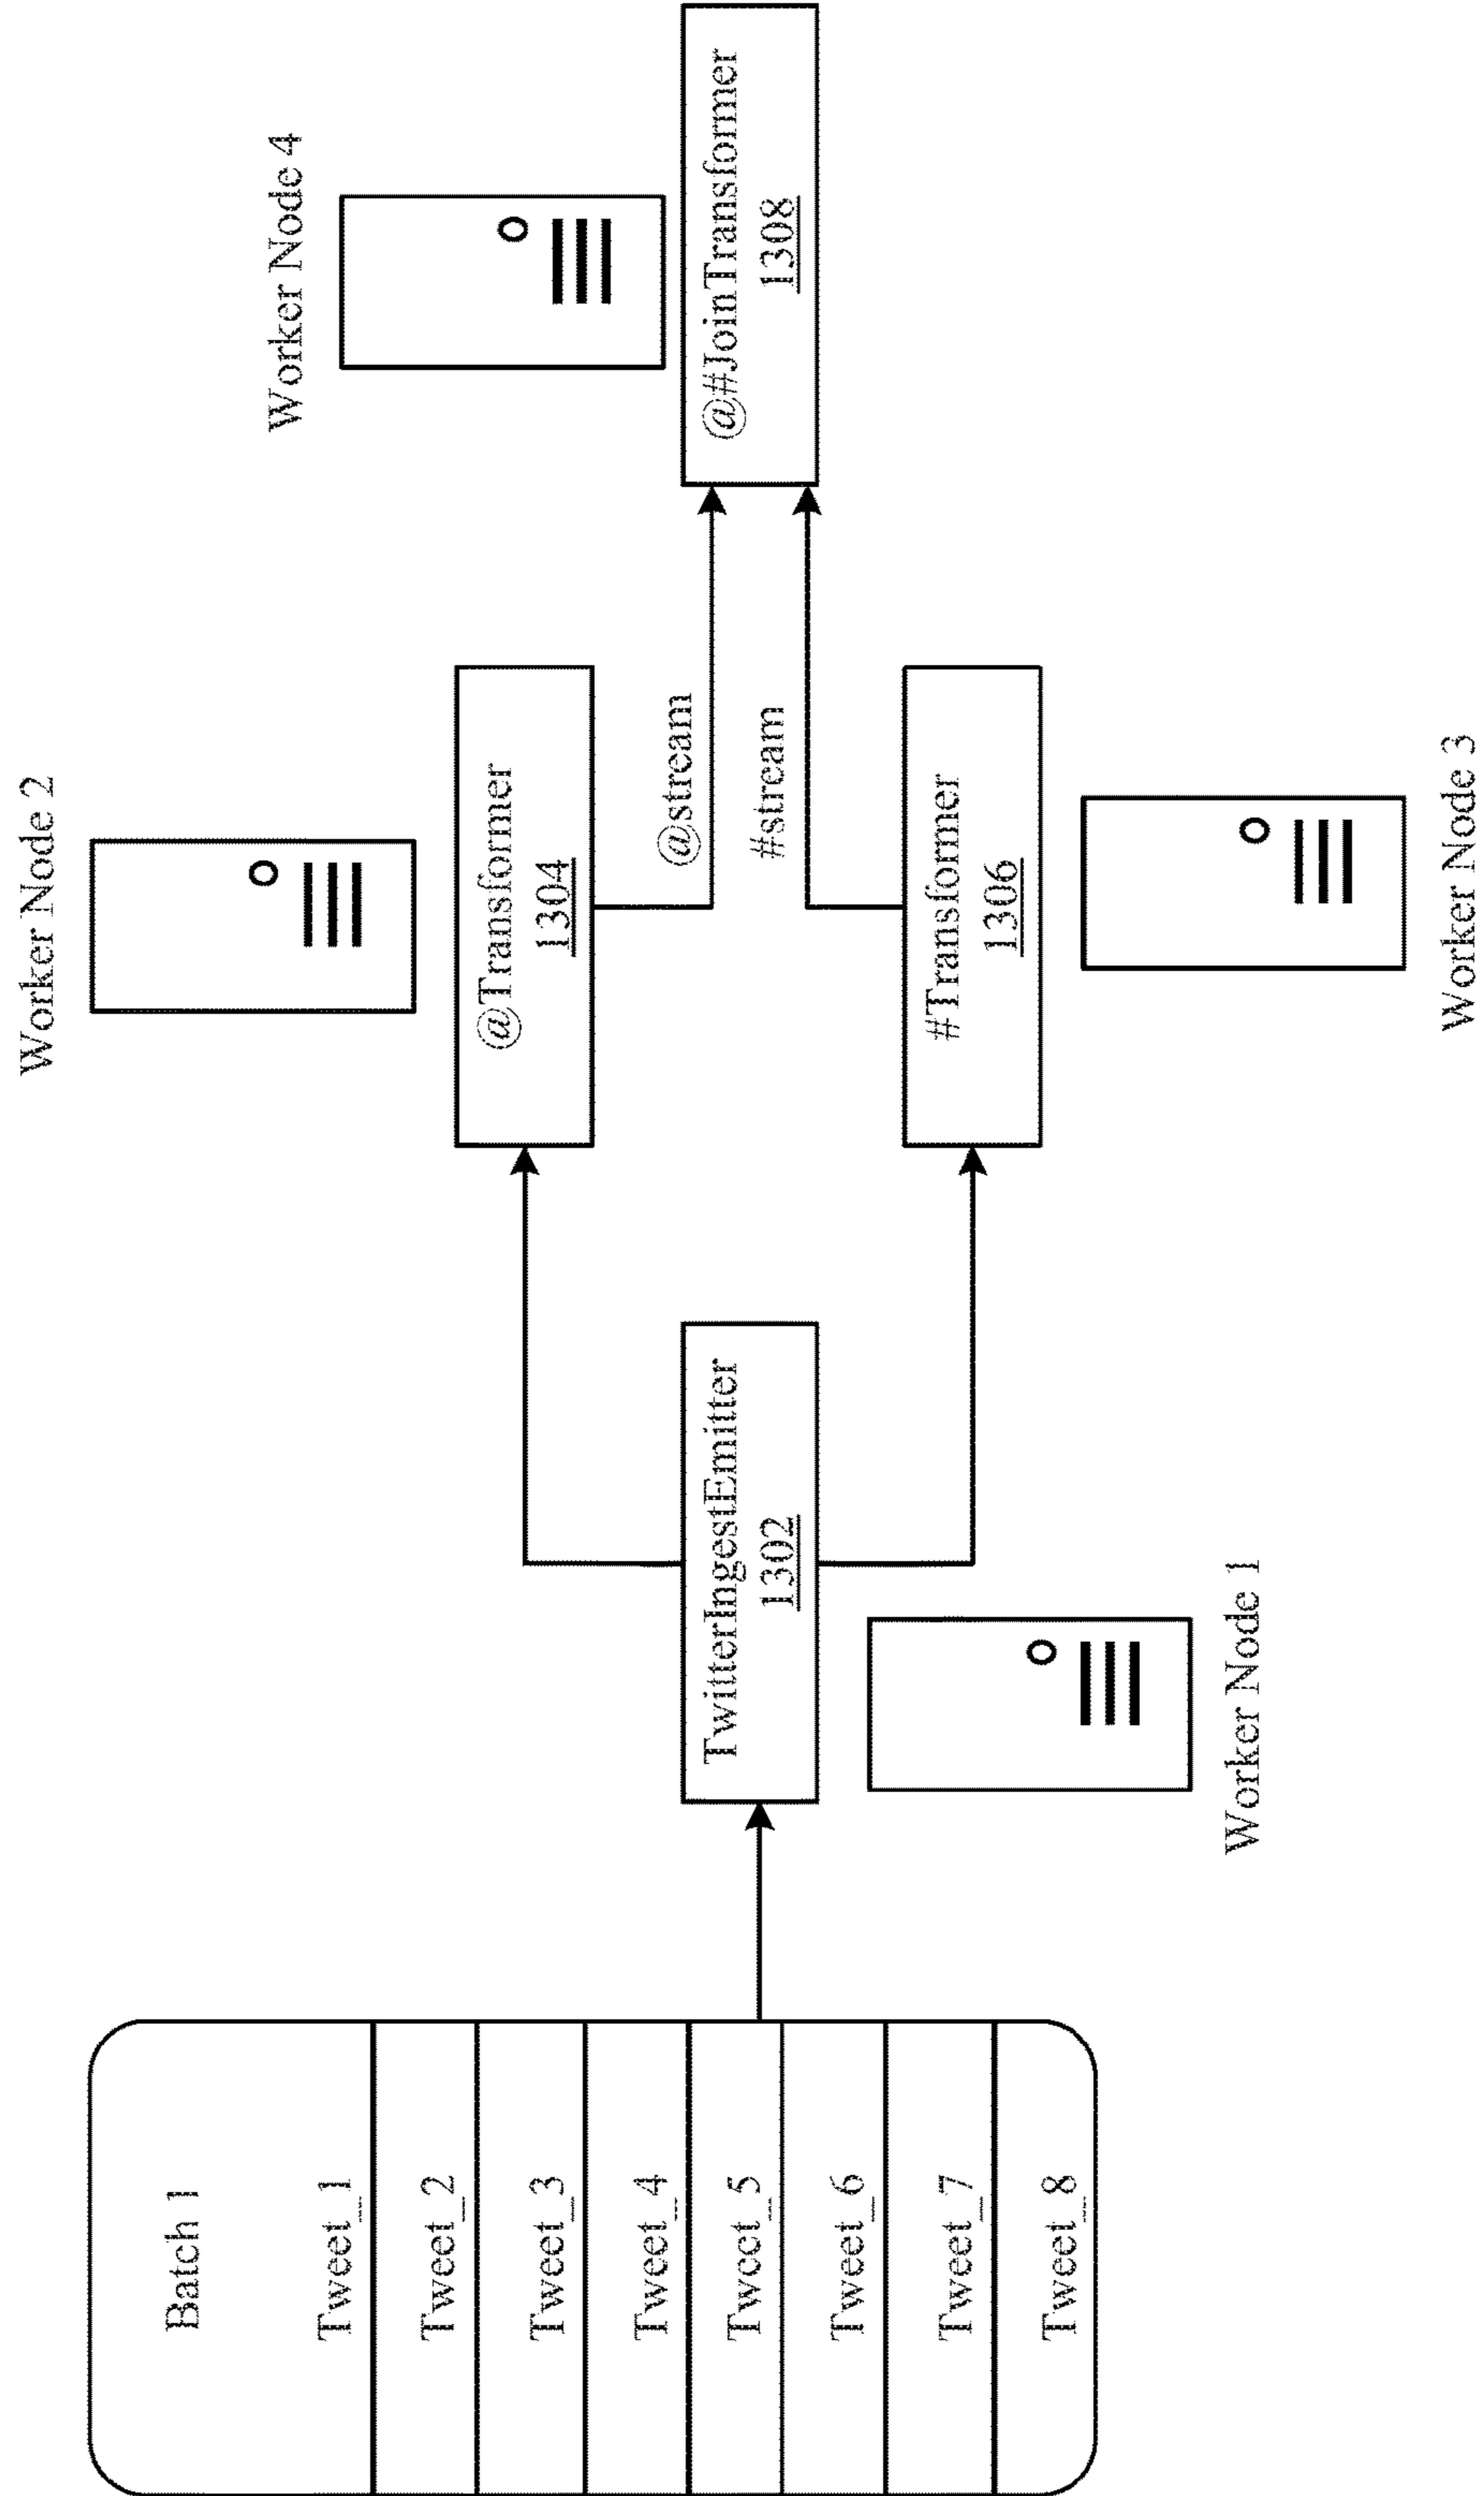 Batch 1
Tweet_1
Tweet_2
Tweet_3
Tweet_4
Tweet_5
Tweet_6
Tweet_7
Tweet_8
TwitterIngestEmitter
1302
Worker Node 1
Worker Node 2
@Transformer
1304
@stream
#stream
#Transformer
1306
Worker Node 3
Worker Node 4
@#JoinTransformer
1308